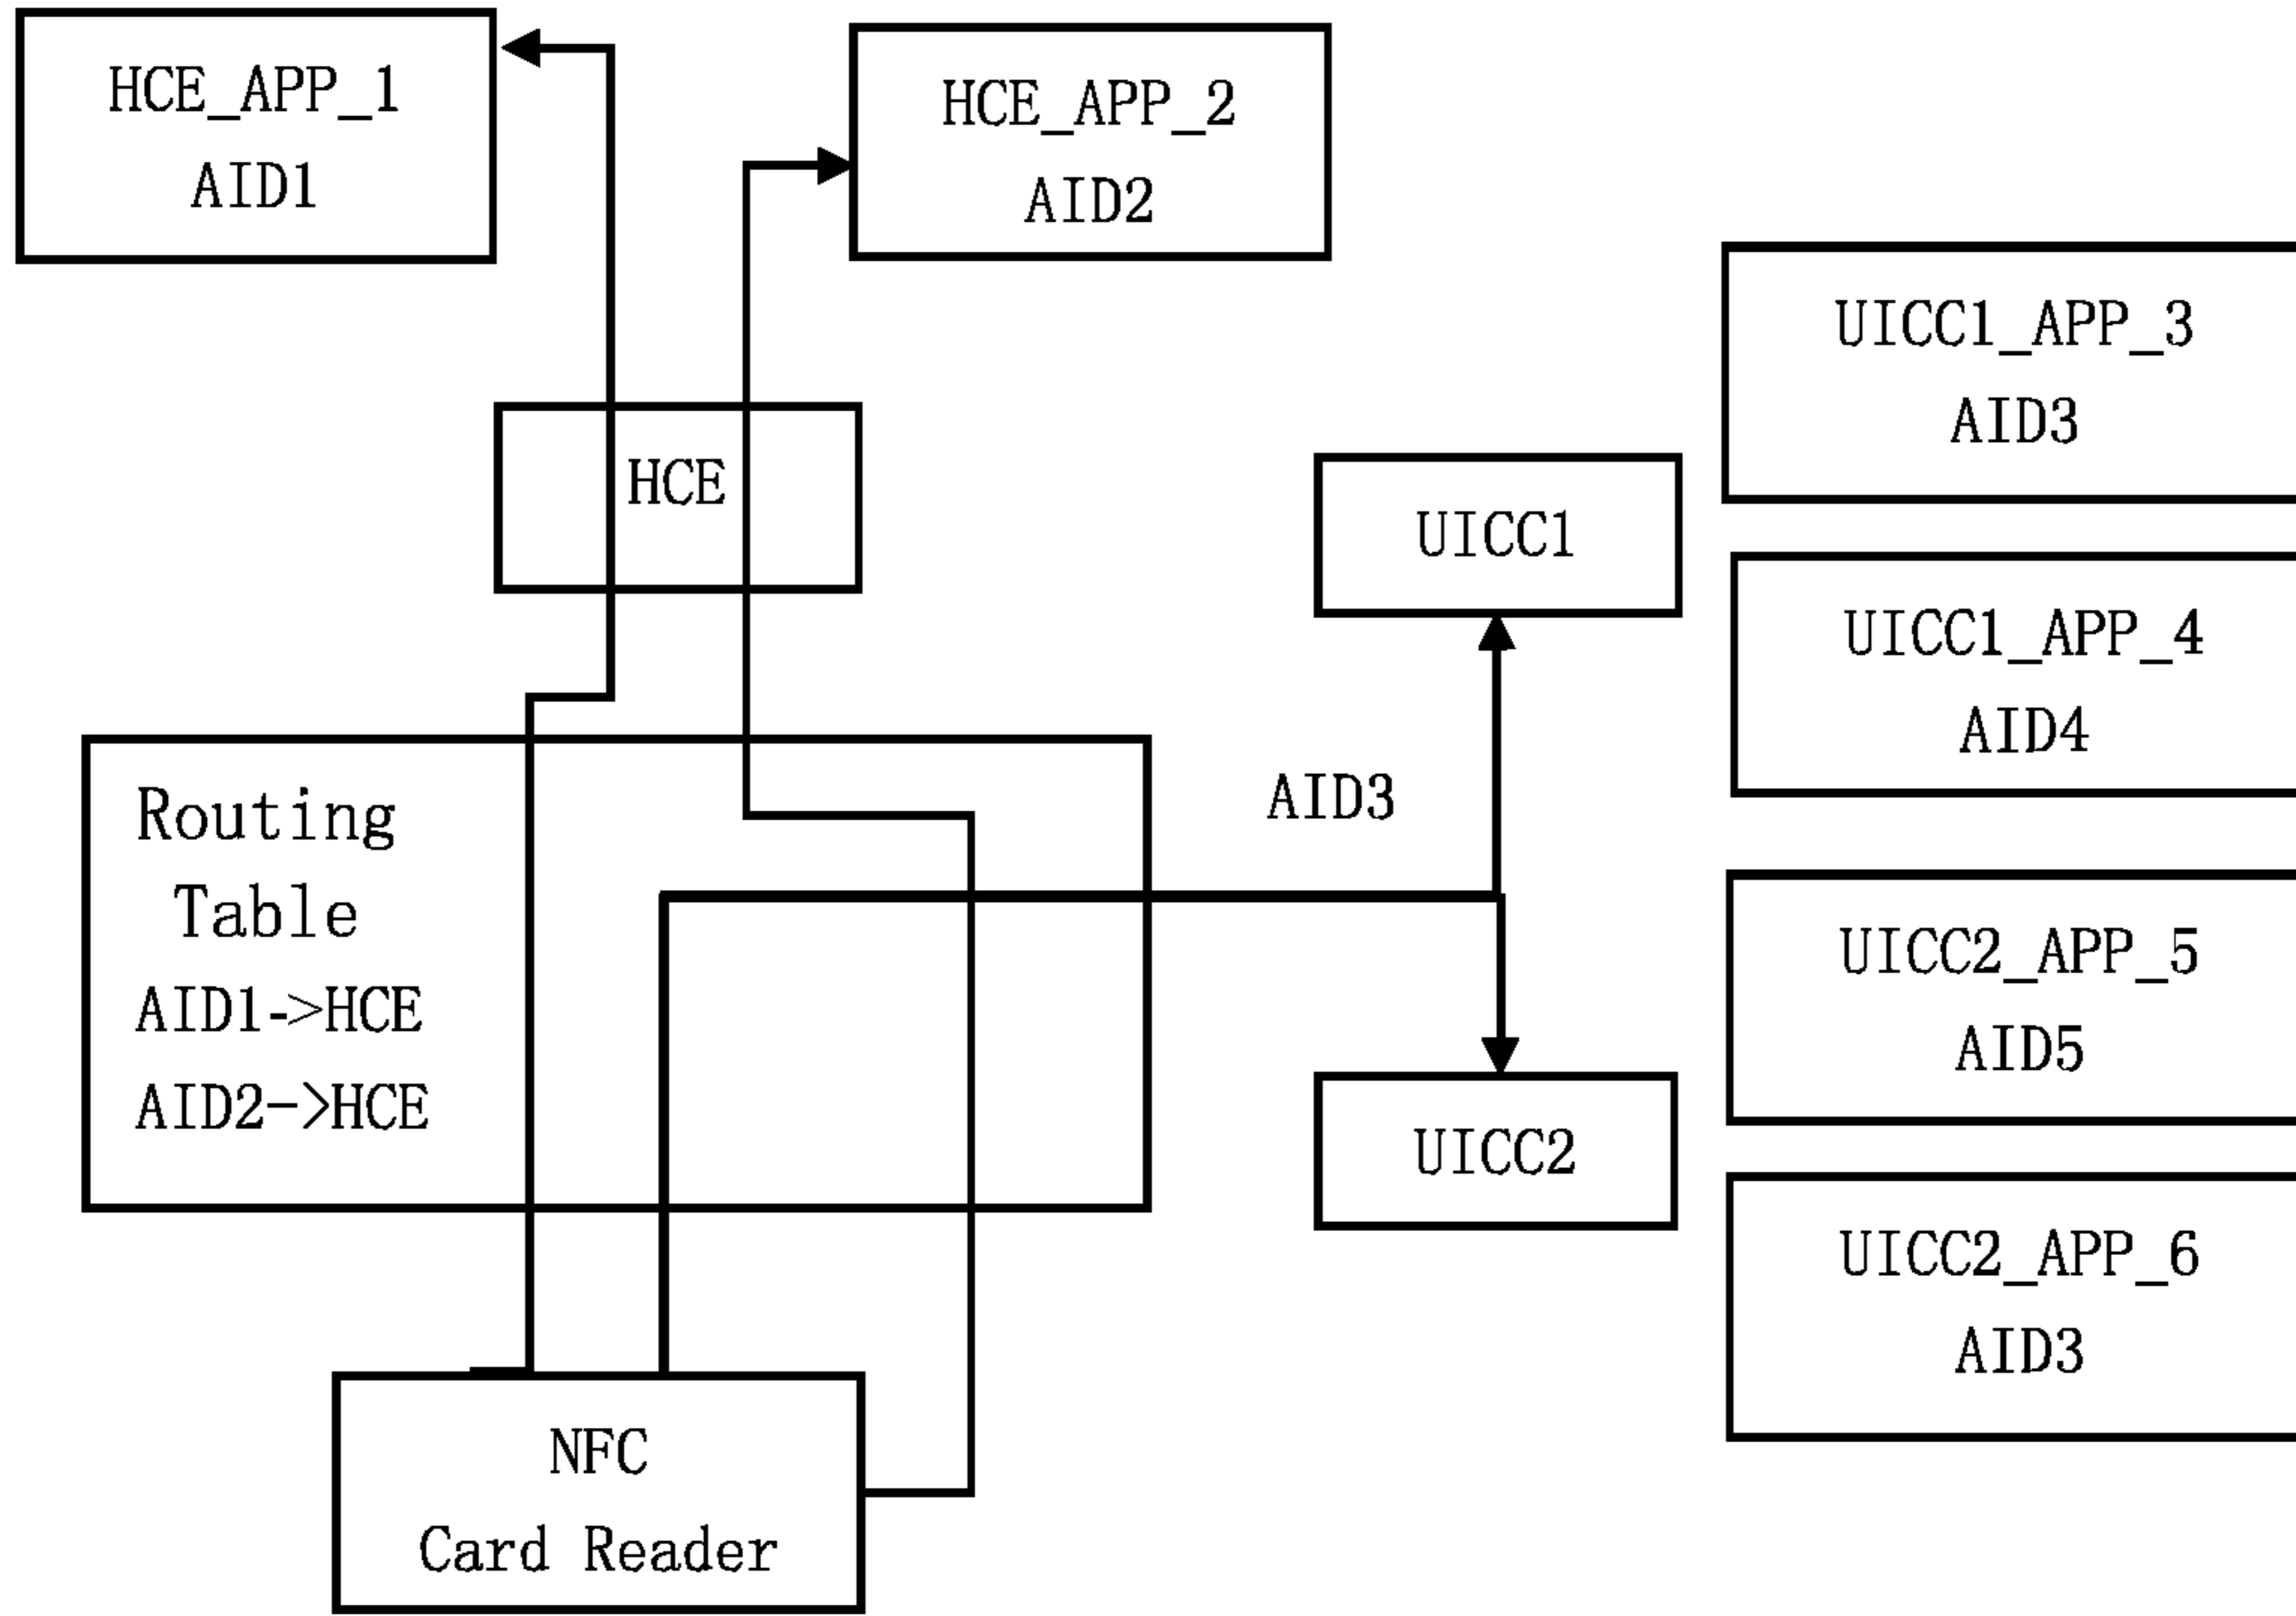 HCE_APP_1
AID1
HCE_APP_2
AID2
UICC1_APP_3
AID3
HCE
UICC1
UICC1_APP_4
AID4
AID3
Routing
Table
AID1->HCE
AID2->HCE
UICC2_APP_5
AID5
UICC2
UICC2_APP_6
AID3
NFC
Card Reader